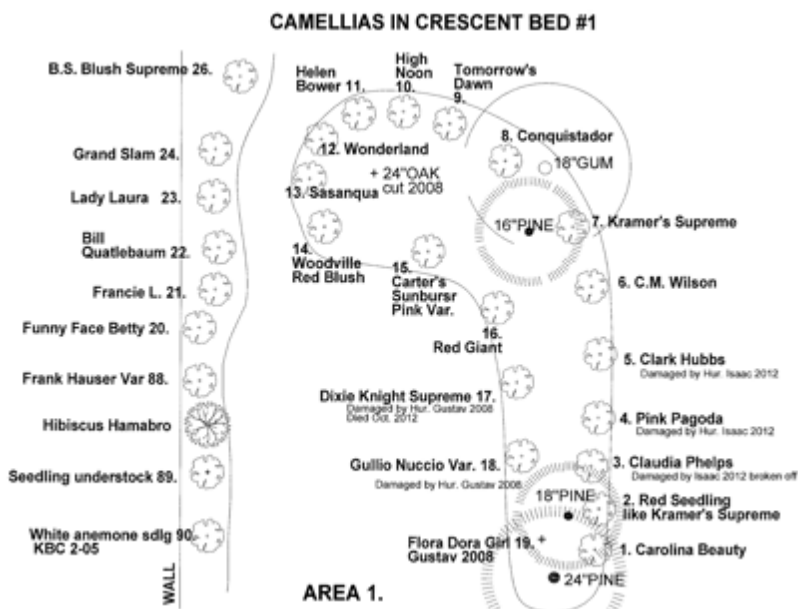 CAMELLIAS IN CRESCENT BED #1
B.S. Blush Supreme 26.
Grand Slam 24.
Lady Laura 23.
Bill
Quatlebaum 22.
Francie L. 21.
Funny Face Betty 20.
Frank Hauser Var 88.
Hibiscus Hamabro
Seedling understock 89.
White anemone sdlg 90.
KBC 2-05
WALL
Helen
Bower 11.
High
Noon
10.
Tomorrow's
Dawn
9.
8. Conquistador
18"GUM
12. Wonderland
+ 24"OAK
cut 2008
13. Sasanqua
16"PINE
7. Kramer's Supreme
14.
Woodville
Red Blush
15.
Carter's
Sunbursr
Pink Var.
6. C.M. Wilson
16.
Red Giant
5. Clark Hubbs
Damaged by Hur. Isaac 2012
Dixie Knight Supreme 17.
Damaged by Hur. Gustav 2008
Died Oct. 2012
4. Pink Pagoda
Damaged by Hur. Isaac 2012
Gullio Nuccio Var. 18.
Damaged by Hur. Gustav 2008
3. Claudia Phelps
Damaged by Isaac 2012 broken off
18"PINE
2. Red Seedling
like Kramer's Supreme
Flora Dora Girl 19. +
Gustav 2008
1. Carolina Beauty
24"PINE
AREA 1.